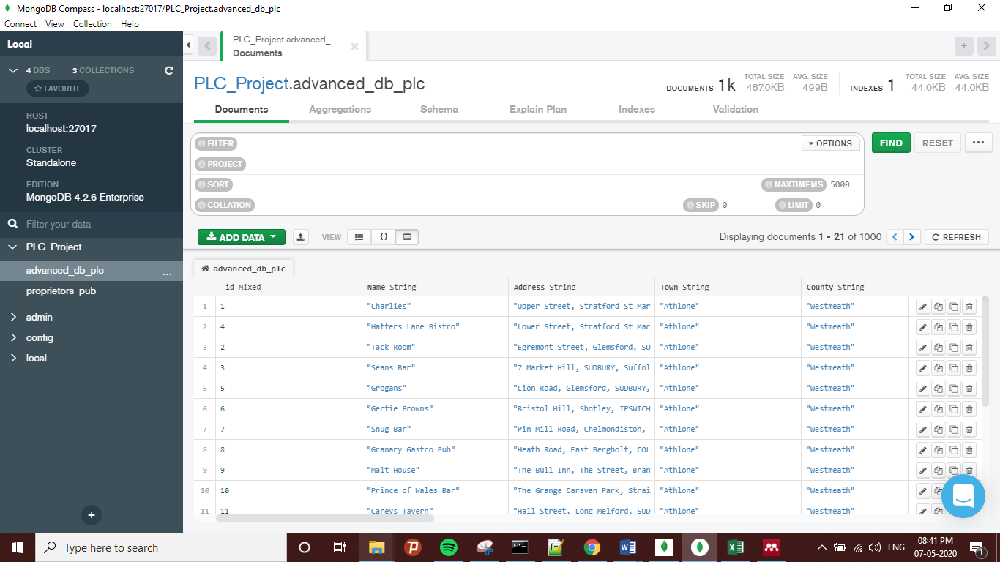 MongoDB Compass - localhost:27017/PLC_Project.advanced_db_plc
Connect View Collection Help
Local
4 DBS 3 COLLECTIONS
FAVORITE
HOST
localhost:27017
CLUSTER
Standalone
EDITION
MongoDB 4.2.6 Enterprise
Filter your data
PLC_Project
advanced_db_plc ...
proprietors_pub
admin
config
local
PLC_Project.advanced_...
Documents
PLC_Project.advanced_db_plc
DOCUMENTS 1k TOTAL SIZE 487.0KB AVG. SIZE 499B INDEXES 1 TOTAL SIZE 44.0KB AVG. SIZE 44.0KB
Documents Aggregations Schema Explain Plan Indexes Validation
FILTER OPTIONS FIND RESET ...
PROJECT
SORT MAXTIMEMS 5000
COLLATION SKIP 0 LIMIT 0
ADD DATA VIEW {} Displaying documents 1 - 21 of 1000 REFRESH
advanced_db_plc
_id Mixed Name String Address String Town String County String
1 1 "Charlies" "Upper Street, Stratford St Mar "Athlone" "Westmeath"
2 4 "Hatters Lane Bistro" "Lower Street, Stratford St Mar "Athlone" "Westmeath"
3 2 "Tack Room" "Egremont Street, Glemsford, SU "Athlone" "Westmeath"
4 3 "Seans Bar" "7 Market Hill, SUDBURY, Suffol "Athlone" "Westmeath"
5 5 "Grogans" "Lion Road, Glemsford, SUDBURY, "Athlone" "Westmeath"
6 6 "Gertie Browns" "Bristol Hill, Shotley, IPSWICH "Athlone" "Westmeath"
7 7 "Snug Bar" "Pin Mill Road, Chelmondiston, "Athlone" "Westmeath"
8 8 "Granary Gastro Pub" "Heath Road, East Bergholt, COL "Athlone" "Westmeath"
9 9 "Malt House" "The Bull Inn, The Street, Bran "Athlone" "Westmeath"
10 10 "Prince of Wales Bar" "The Grange Caravan Park, Strai "Athlone" "Westmeath"
11 11 "Careys Tavern" "Hall Street, Long Melford, SUD "Athlone" "Westmeath"
Type here to search
ENG
08:41 PM
07-05-2020
1